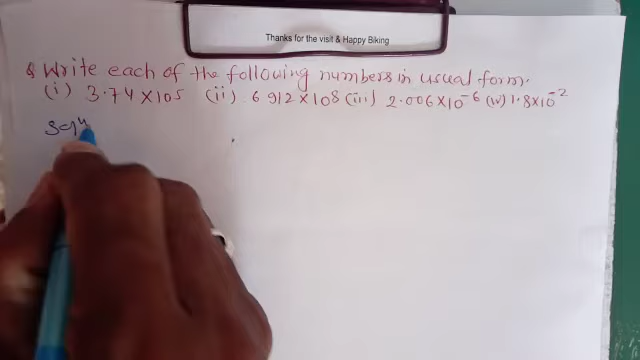 Thanks for the visit & Happy Biking
Q Write each of the following numbers in usual form.
(i) 3.74 × 105 (ii) 6 912 × 108 (iii) 2.006 × 10⁻⁶ (iv) 1.8 × 10⁻²
Solⁿ